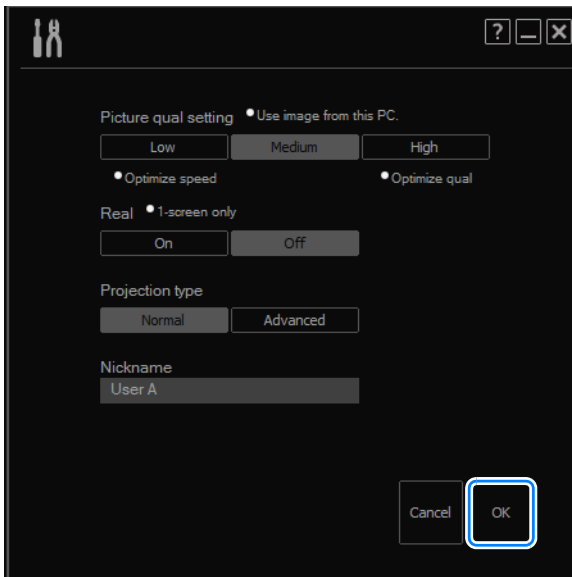 ?
Picture qual setting Use image from this PC.
Low Medium High
Optimize speed Optimize qual
Real 1-screen only
On Off
Projection type
Normal Advanced
Nickname
User A
Cancel OK